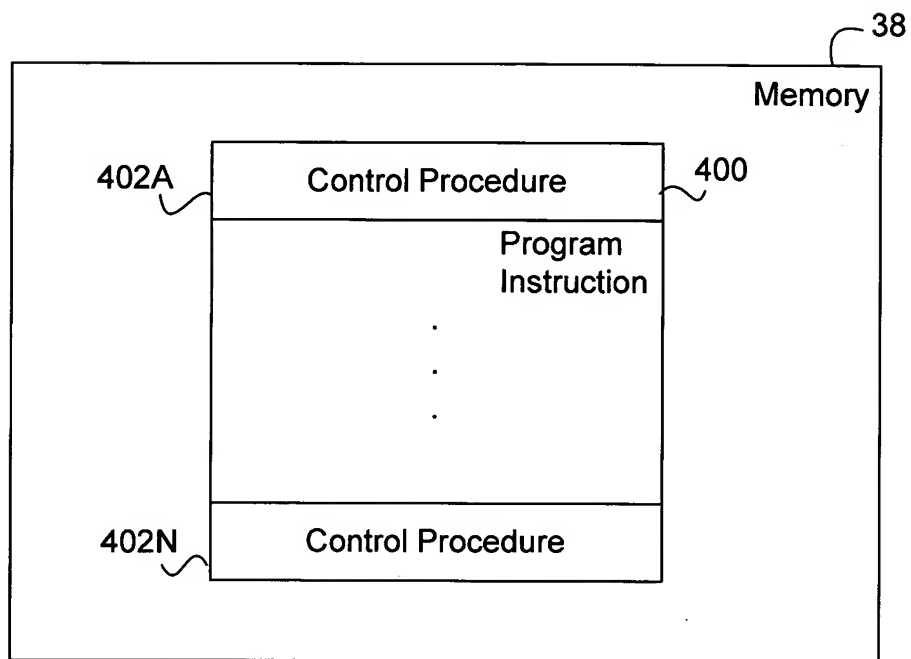 38
Memory
402A
Control Procedure
400
Program
Instruction
402N
Control Procedure